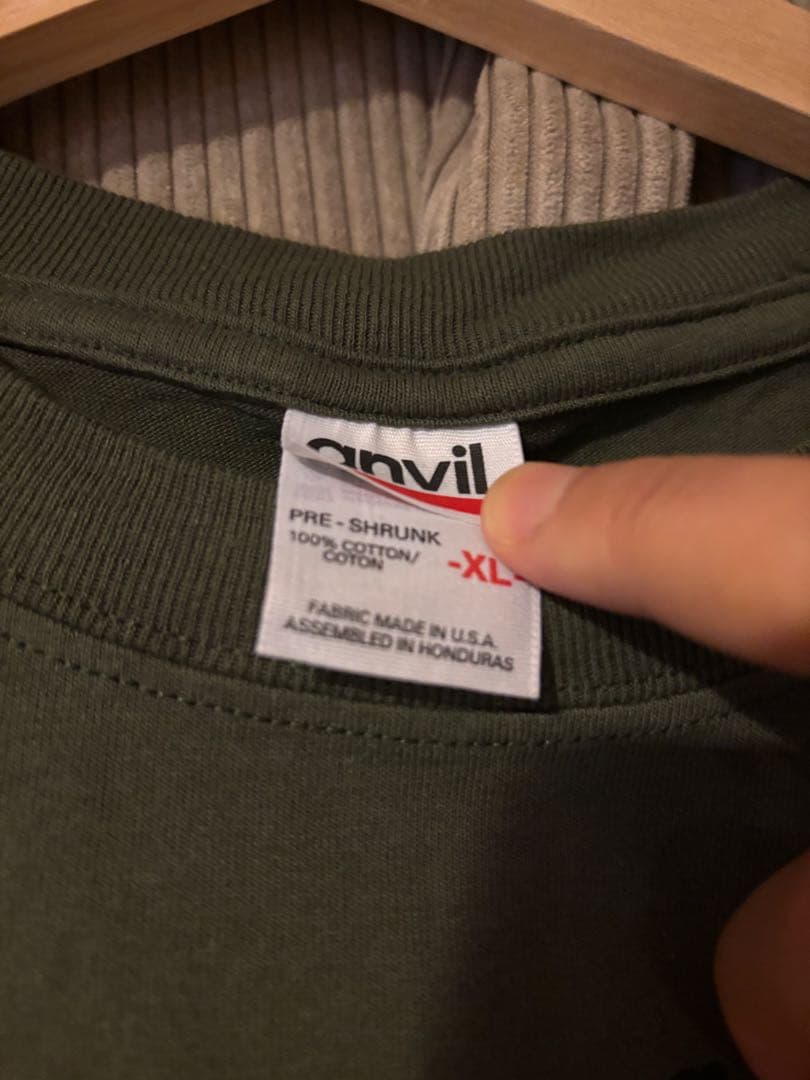 anvil
PRE-SHRUNK
100% COTTON/
COTON
-XL-
FABRIC MADE IN U.S.A.
ASSEMBLED IN HONDURAS